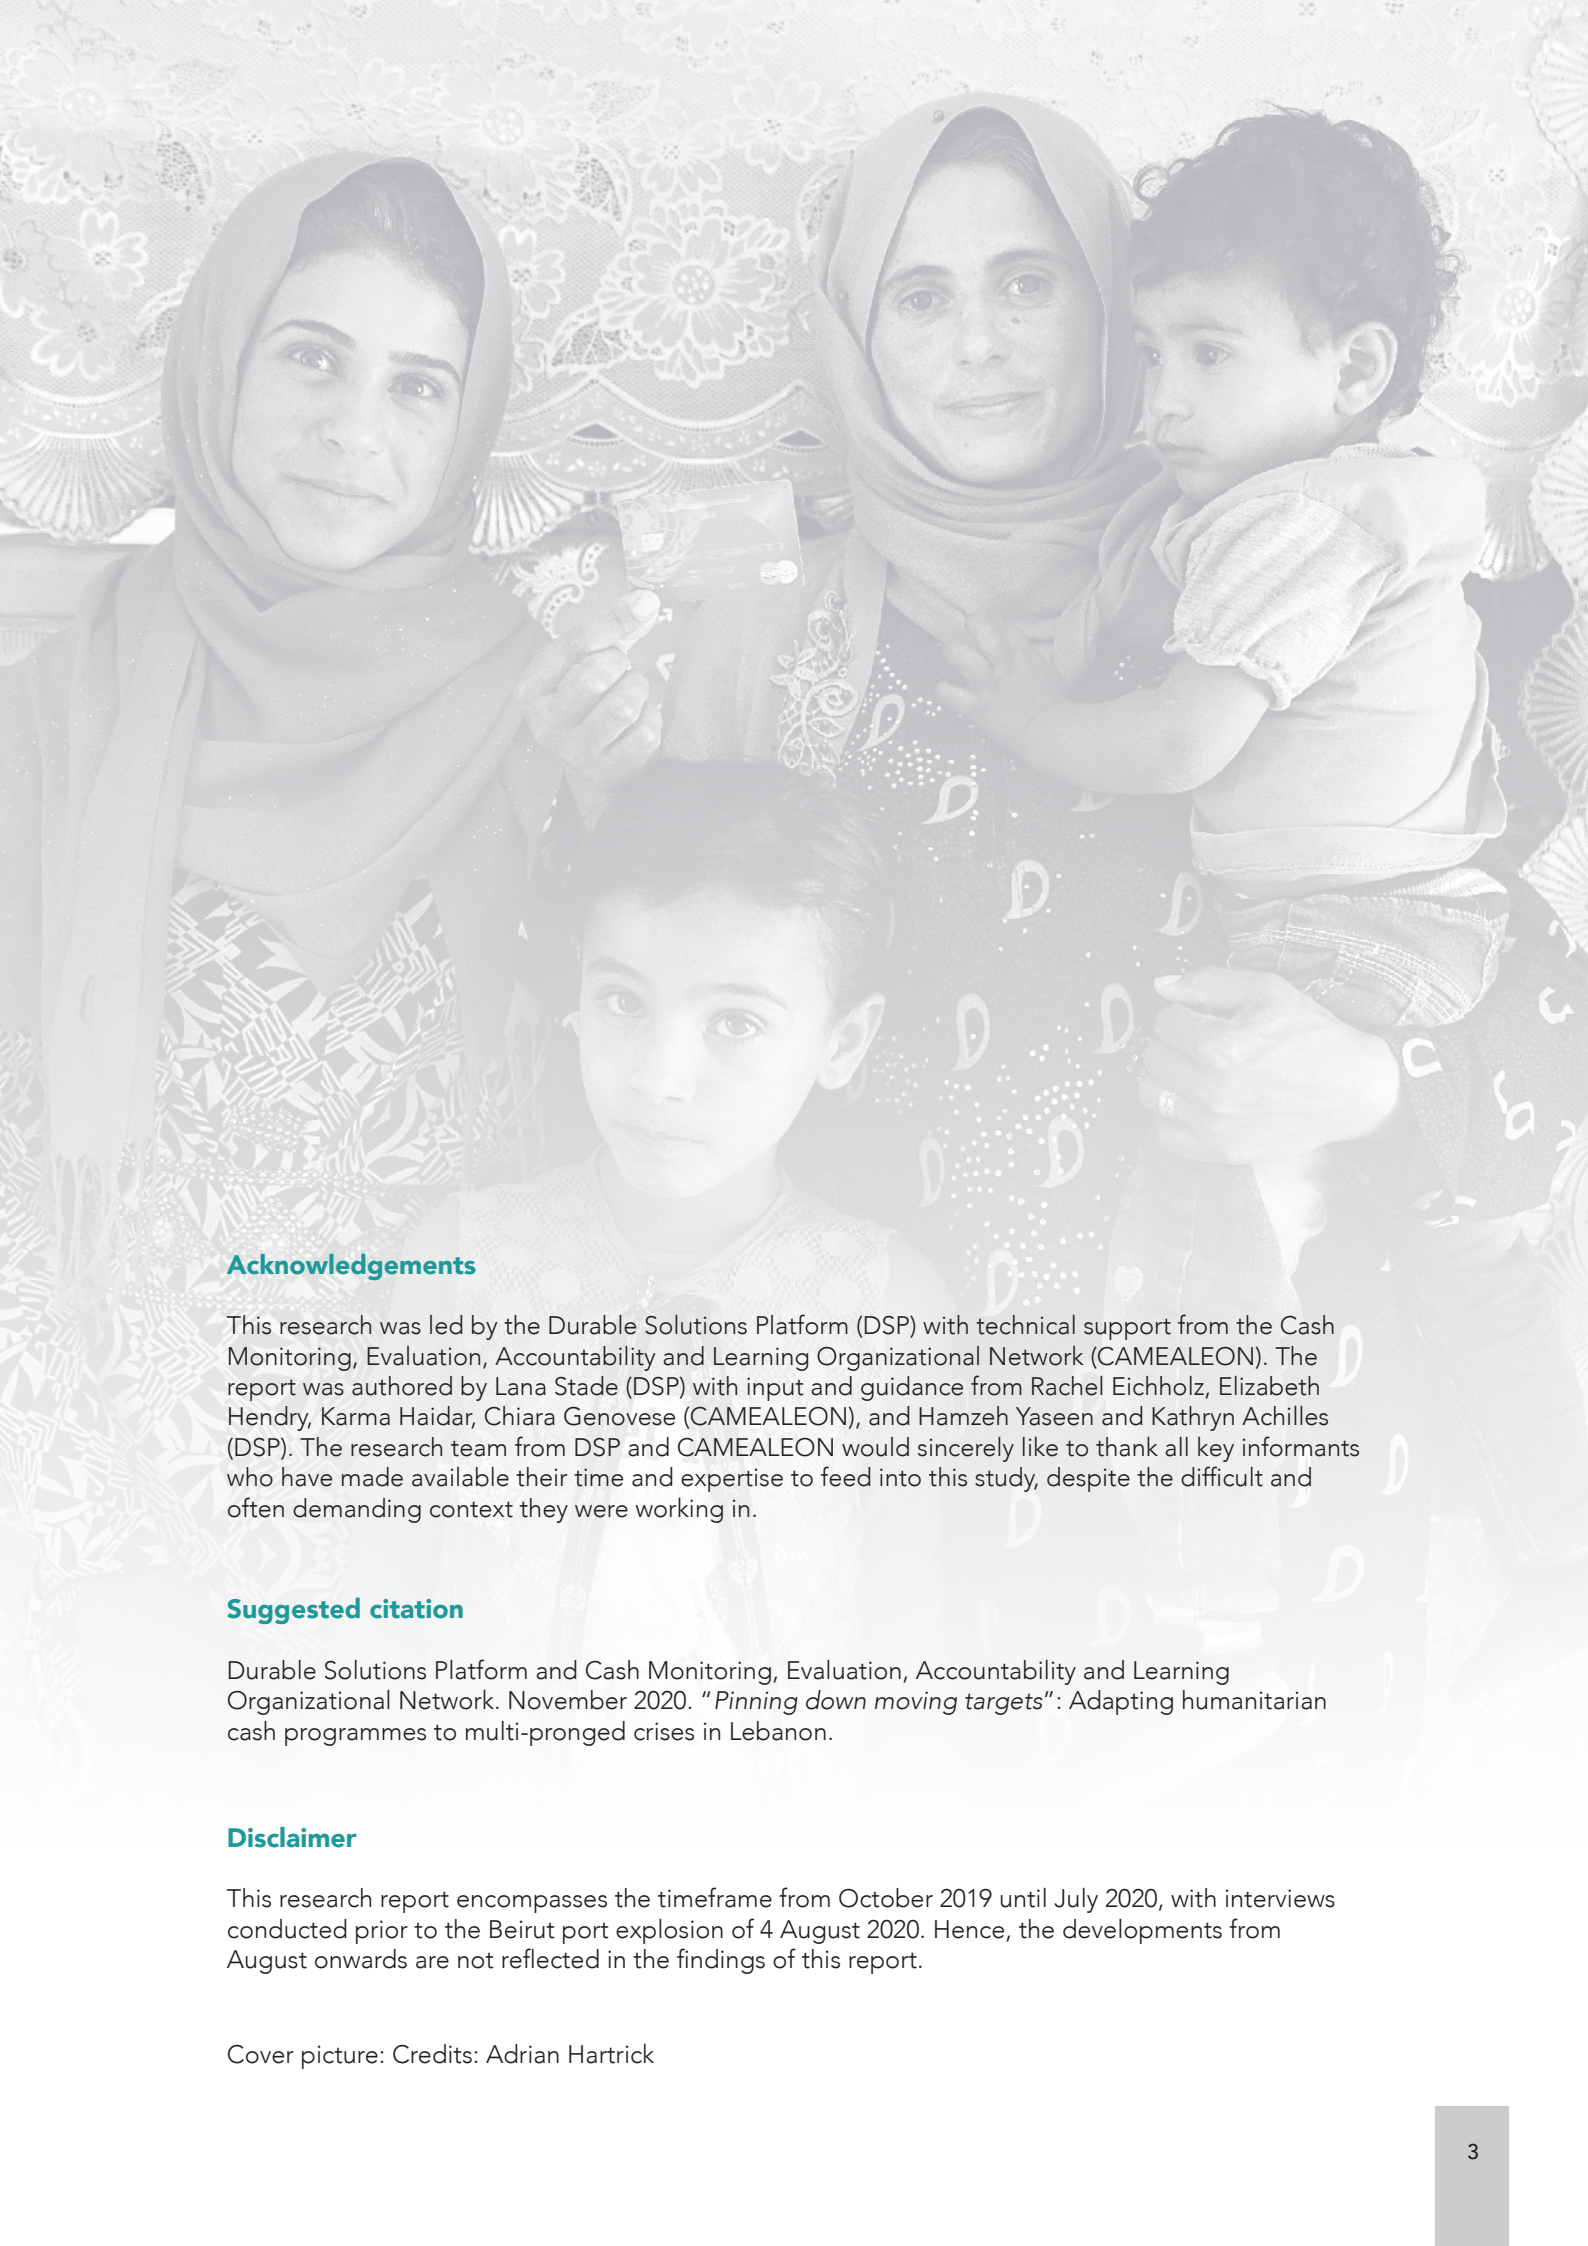 Acknowledgements
This research was led by the Durable Solutions Platform (DSP) with technical support from the Cash
Monitoring, Evaluation, Accountability and Learning Organizational Network (CAMEALEON). The
report was authored by Lana Stade (DSP) with input and guidance from Rachel Eichholz, Elizabeth
Hendry, Karma Haidar, Chiara Genovese (CAMEALEON), and Hamzeh Yaseen and Kathryn Achilles
(DSP). The research team from DSP and CAMEALEON would sincerely like to thank all key informants
who have made available their time and expertise to feed into this study, despite the difficult and
often demanding context they were working in.
Suggested citation
Durable Solutions Platform and Cash Monitoring, Evaluation, Accountability and Learning
Organizational Network. November 2020. “Pinning down moving targets”: Adapting humanitarian
cash programmes to multi-pronged crises in Lebanon.
Disclaimer
This research report encompasses the timeframe from October 2019 until July 2020, with interviews
conducted prior to the Beirut port explosion of 4 August 2020. Hence, the developments from
August onwards are not reflected in the findings of this report.
Cover picture: Credits: Adrian Hartrick
3